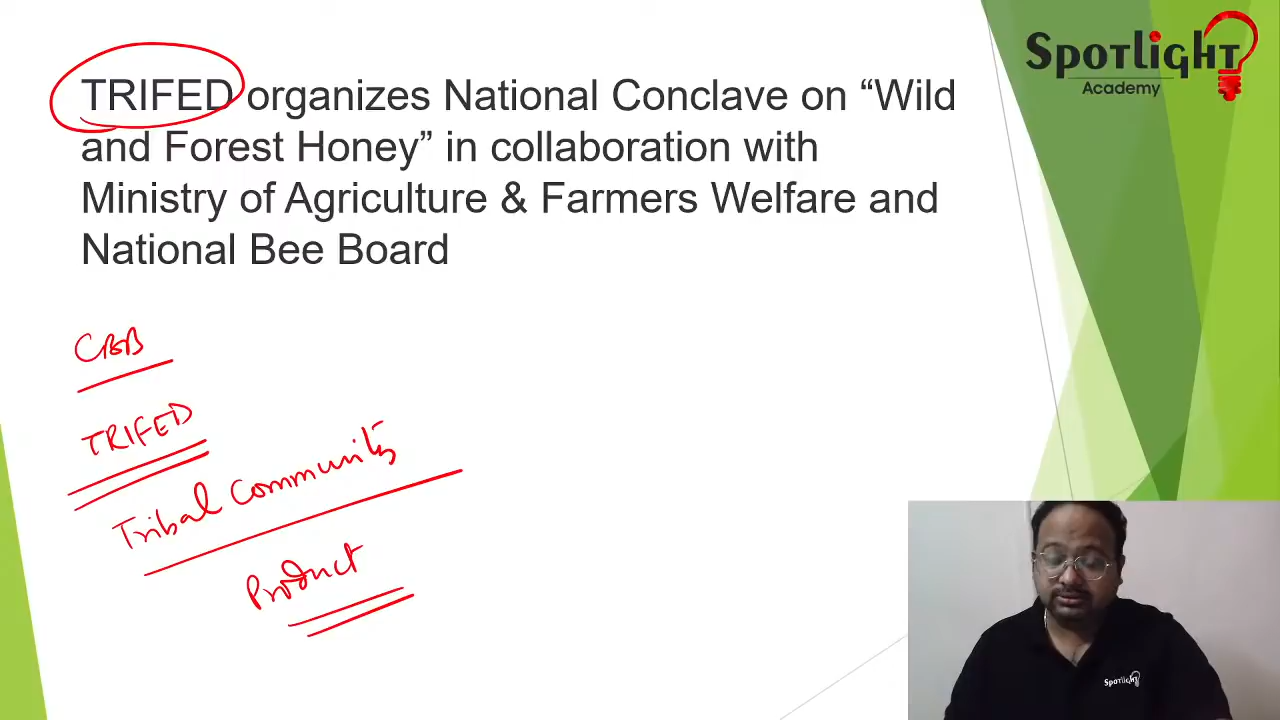 SPOTLIGHT
Academy
TRIFED organizes National Conclave on “Wild
and Forest Honey” in collaboration with
Ministry of Agriculture & Farmers Welfare and
National Bee Board
TRIFED
Tribal Community
Product
SPOTLIGHT